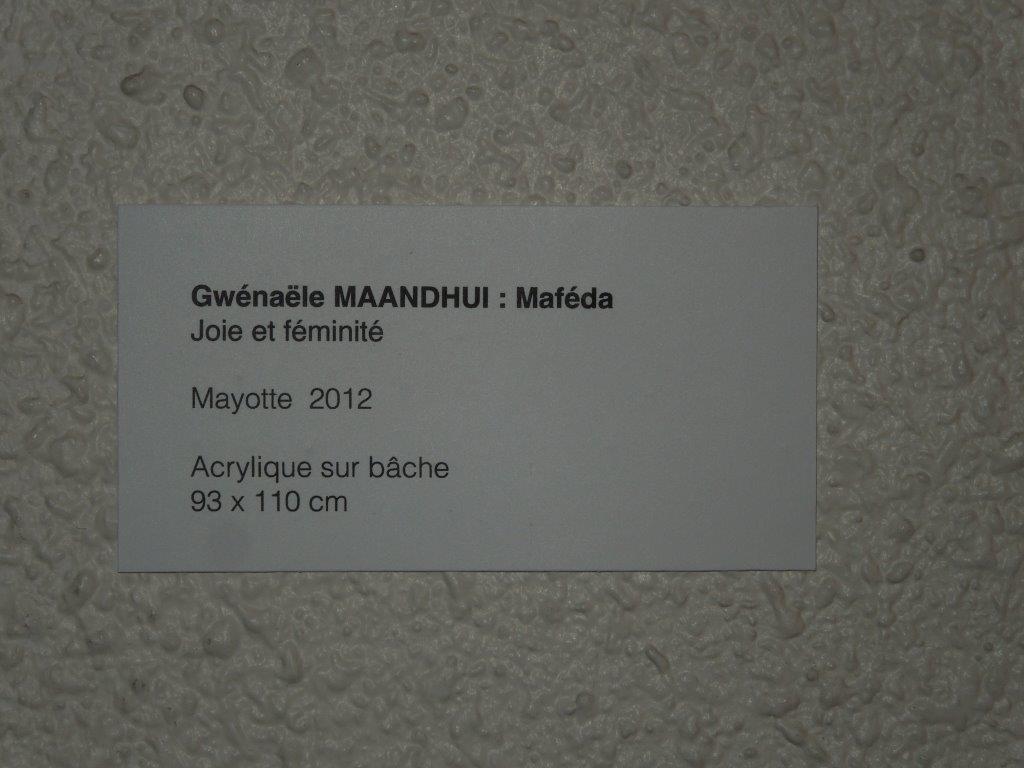 Gwénaële MAANDHUI : Maféda
Joie et féminité
Mayotte  2012
Acrylique sur bâche
93 x 110 cm